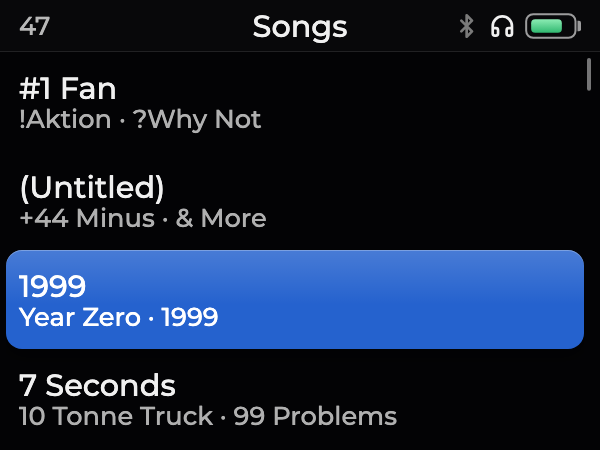 47
Songs
#1 Fan
!Aktion · ?Why Not
(Untitled)
+44 Minus · & More
1999
Year Zero · 1999
7 Seconds
10 Tonne Truck · 99 Problems